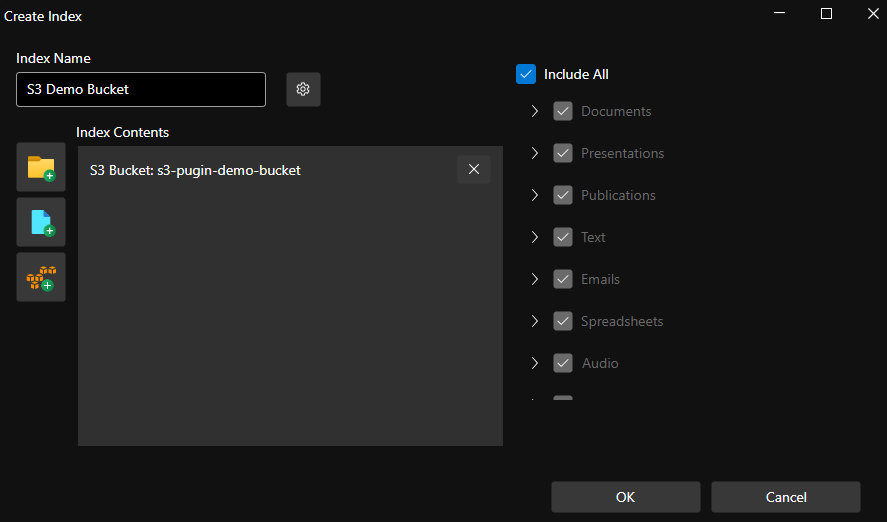 Create Index
Index Name
S3 Demo Bucket
Index Contents
S3 Bucket: s3-pugin-demo-bucket
Include All
Documents
Presentations
Publications
Text
Emails
Spreadsheets
Audio
OK
Cancel